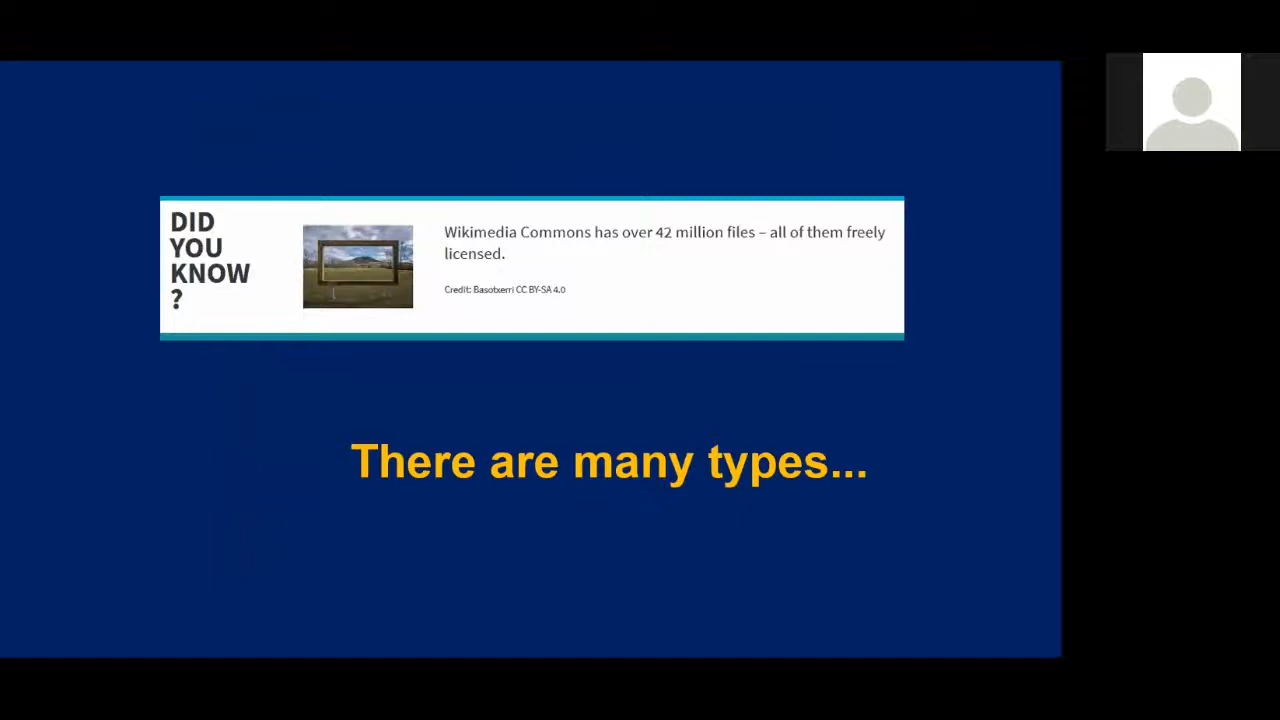 DID
YOU
KNOW
?
Wikimedia Commons has over 42 million files – all of them freely
licensed.
Credit: Basotxerri CC BY-SA 4.0
There are many types...